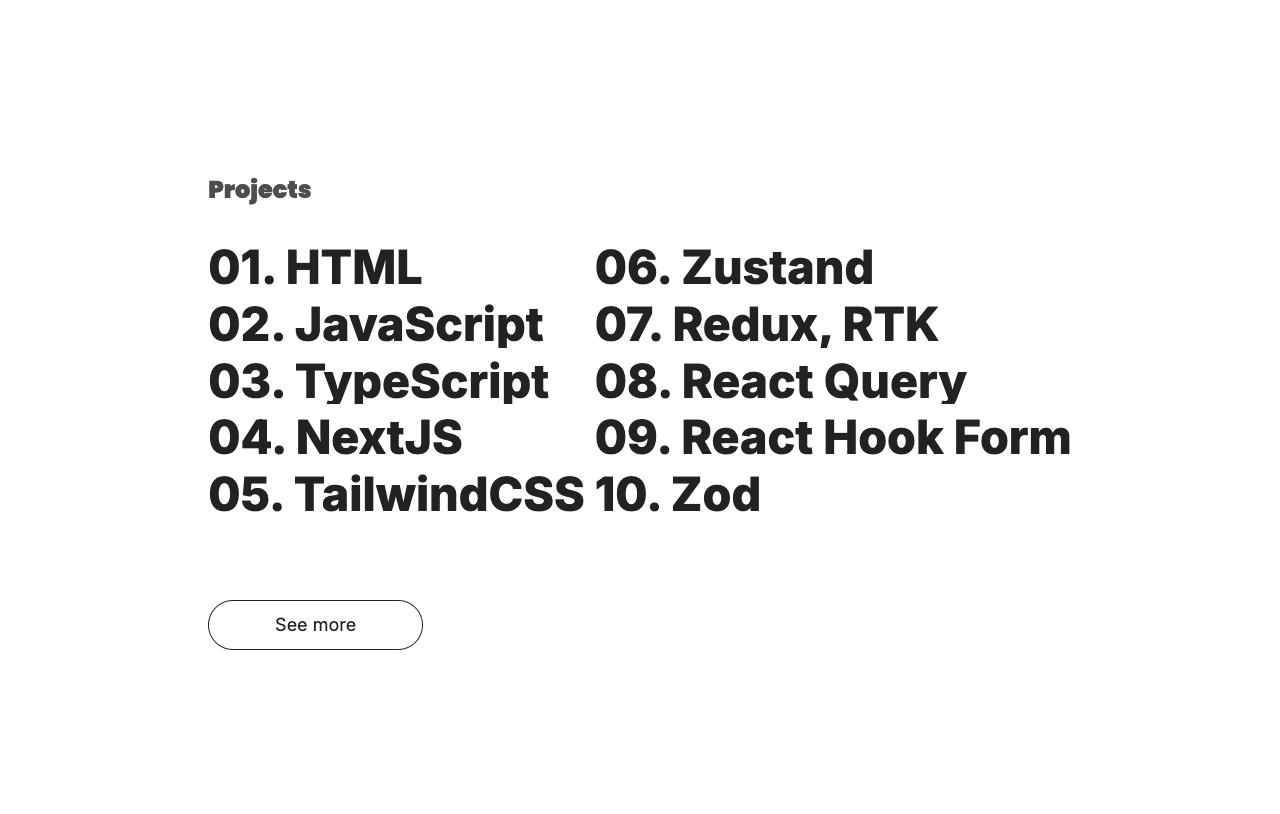 Projects
01. HTML
02. JavaScript
03. TypeScript
04. NextJS
05. TailwindCSS
06. Zustand
07. Redux, RTK
08. React Query
09. React Hook Form
10. Zod
See more